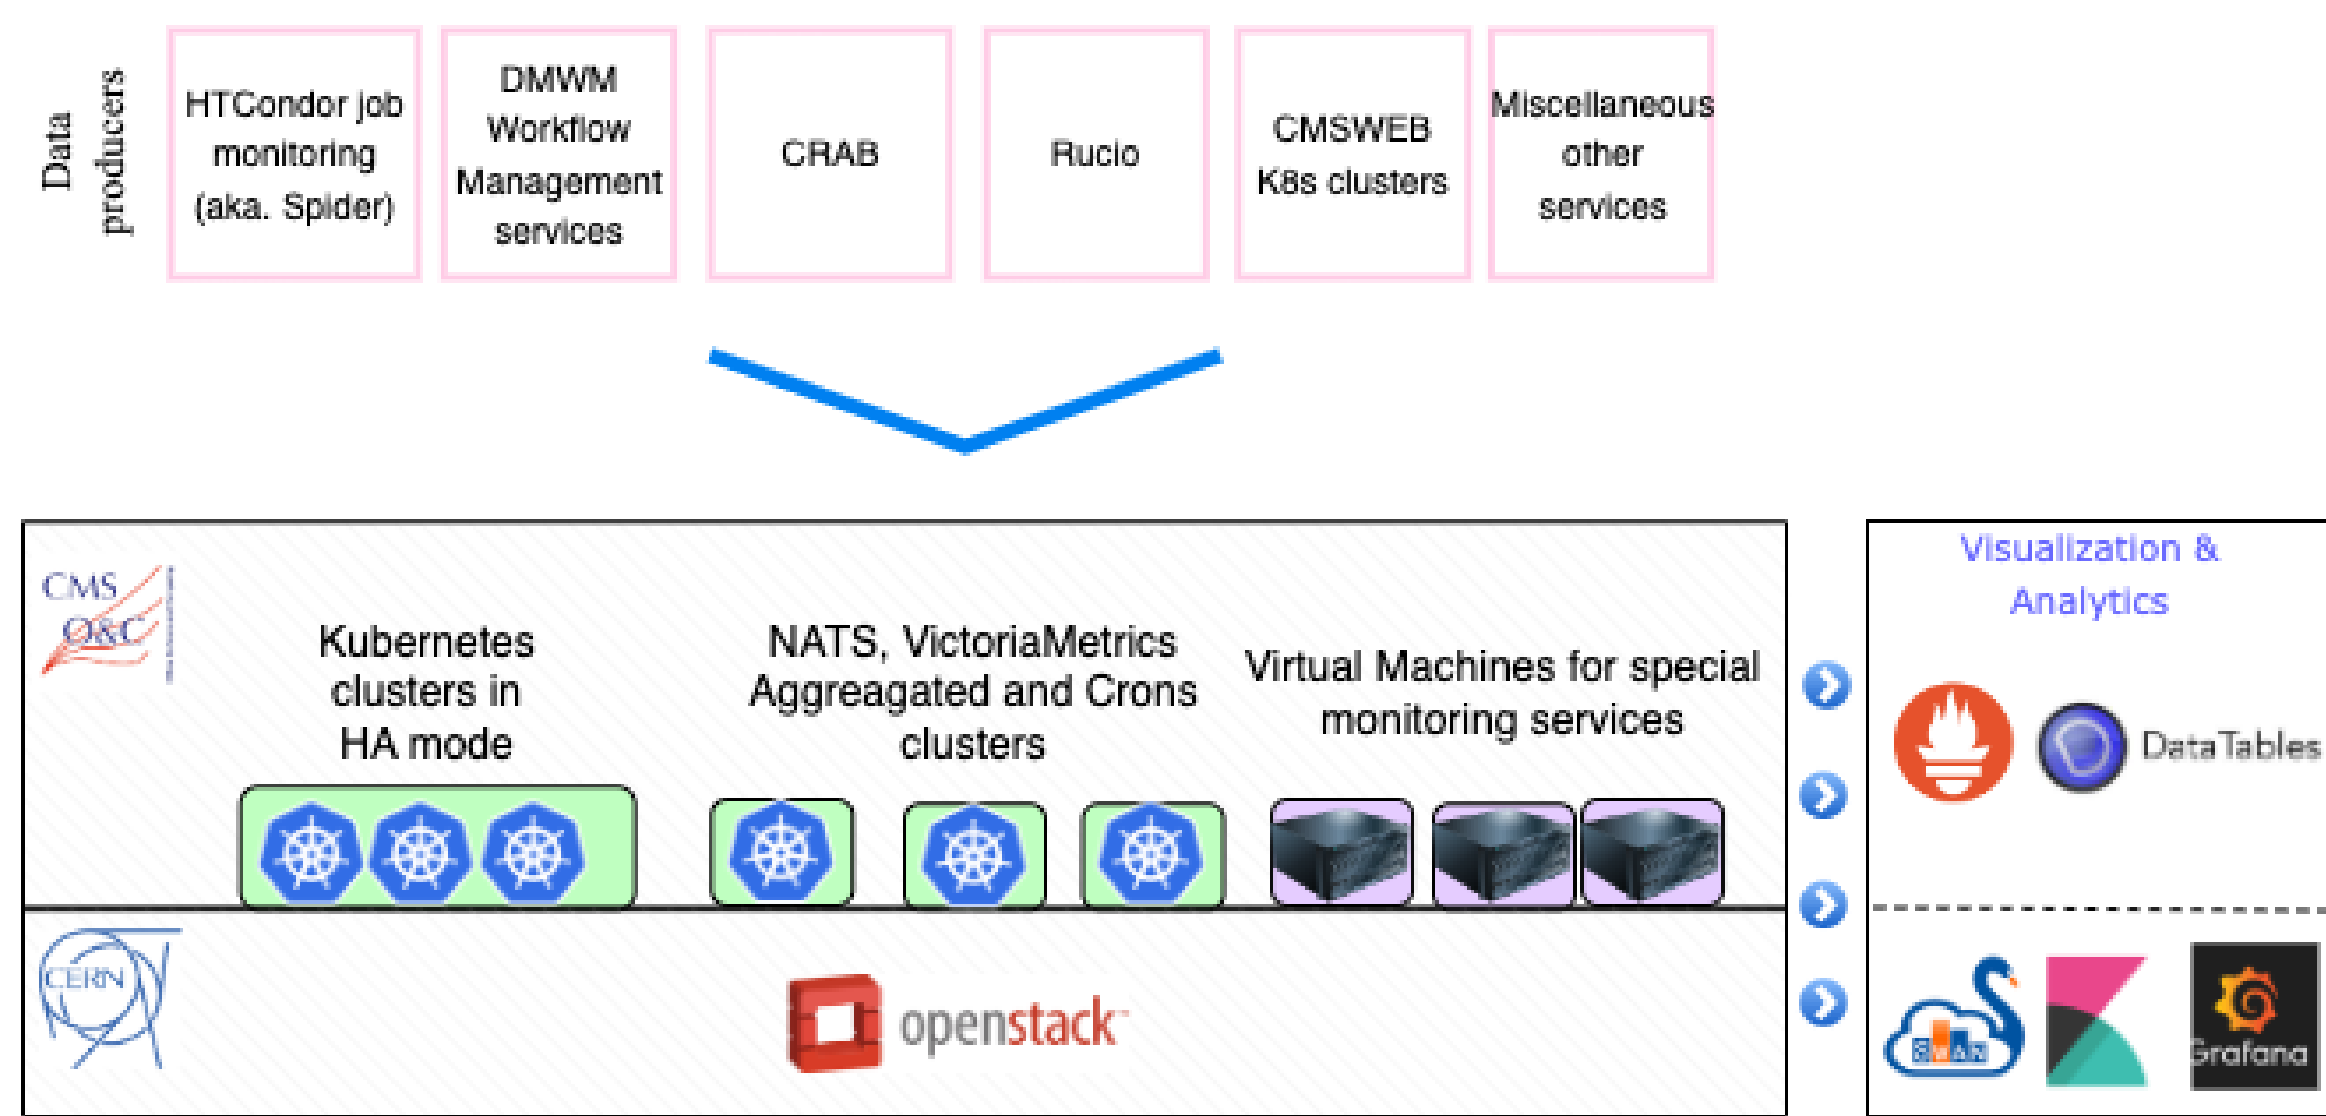 Data
producers
HTCondor job
monitoring
(aka. Spider)
DMWM
Workflow
Management
services
CRAB
Rucio
CMSWEB
K8s clusters
Miscellaneous
other
services
CMS
O&C
Kubernetes
clusters in
HA mode
NATS, VictoriaMetrics
Aggreagated and Crons
clusters
Virtual Machines for special
monitoring services
Visualization &
Analytics
DataTables
CERN
openstack™
SWAN
Grafana